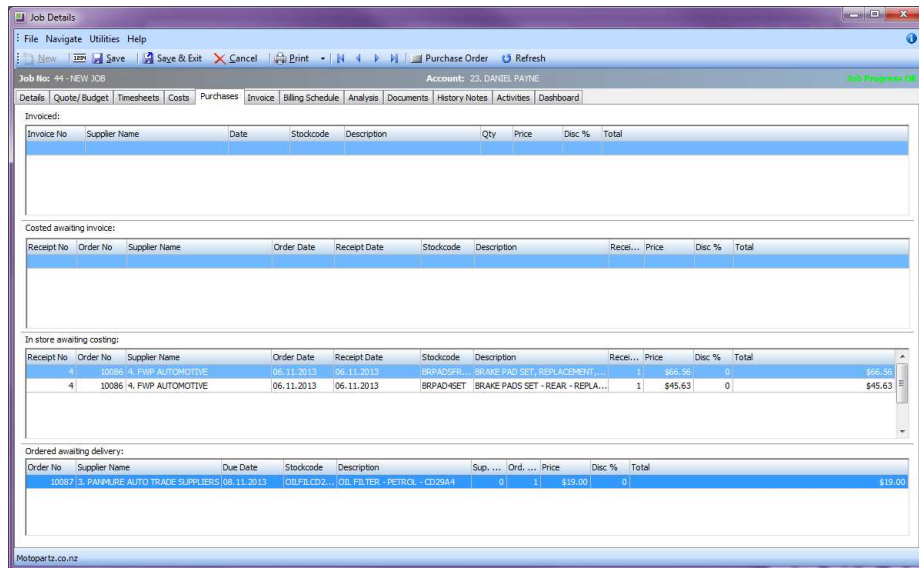 Job Details
File Navigate Utilities Help
New 1234 Save Save & Exit Cancel Print Purchase Order Refresh
Job No: 44 - NEW JOB Account: 23. DANIEL PAYNE Job Progress OK
Details Quote/Budget Timesheets Costs Purchases Invoice Billing Schedule Analysis Documents History Notes Activities Dashboard
Invoiced:
Invoice No Supplier Name Date Stockcode Description Qty Price Disc % Total
Costed awaiting invoice:
Receipt No Order No Supplier Name Order Date Receipt Date Stockcode Description Recei... Price Disc % Total
In store awaiting costing:
Receipt No Order No Supplier Name Order Date Receipt Date Stockcode Description Recei... Price Disc % Total
4 10086 4. FWP AUTOMOTIVE 06.11.2013 06.11.2013 BRPADSFR... BRAKE PAD SET, REPLACEMENT,... 1 $66.56 0 $66.56
4 10086 4. FWP AUTOMOTIVE 06.11.2013 06.11.2013 BRPAD4SET BRAKE PADS SET - REAR - REPLA... 1 $45.63 0 $45.63
Ordered awaiting delivery:
Order No Supplier Name Due Date Stockcode Description Sup. ... Ord. ... Price Disc % Total
10087 3. PANMURE AUTO TRADE SUPPLIERS 08.11.2013 OILFILCD2... OIL FILTER - PETROL - CD29A4 0 1 $19.00 0 $19.00
Motopartz.co.nz